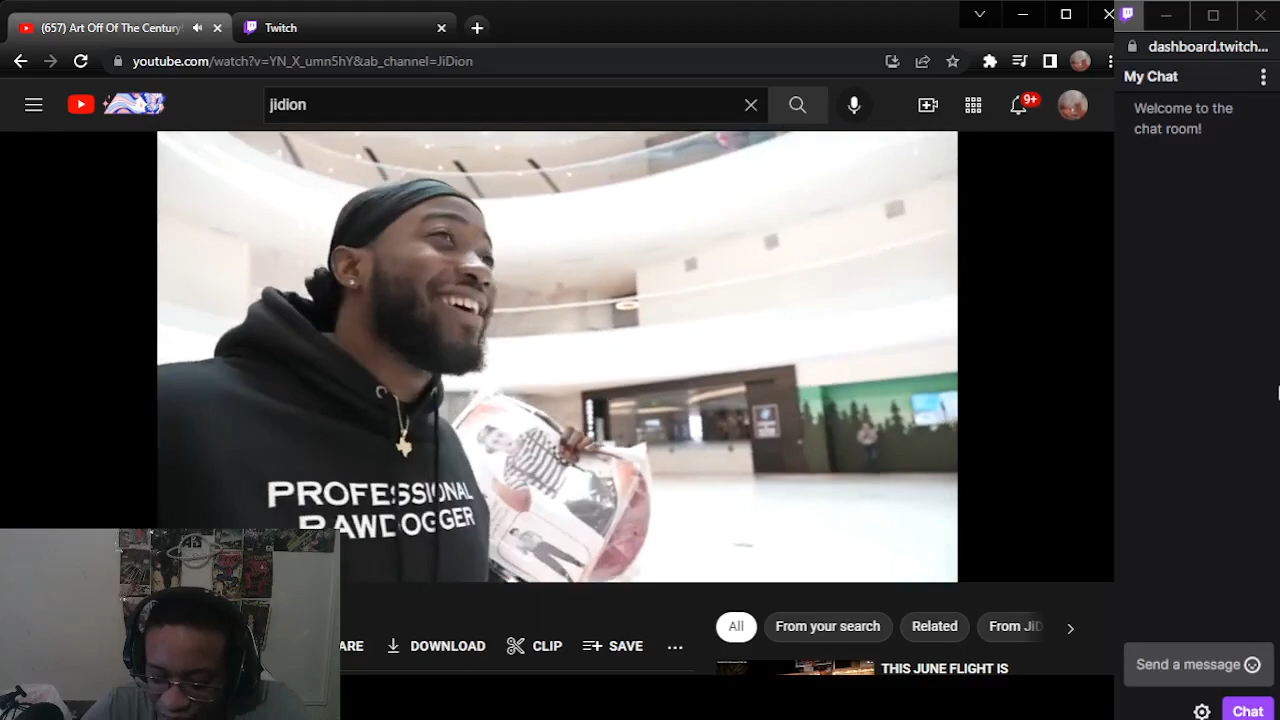 (657) Art Off Of The Century
Twitch
youtube.com/watch?v=YN_X_umn5hY&ab_channel=JiDion
dashboard.twitch...
My Chat
jidion
9+
Welcome to the
chat room!
PROFESSIONAL
RAWDOGGER
ARE
DOWNLOAD
CLIP
SAVE
All
From your search
Related
From JiD
THIS JUNE FLIGHT IS
Send a message
Chat